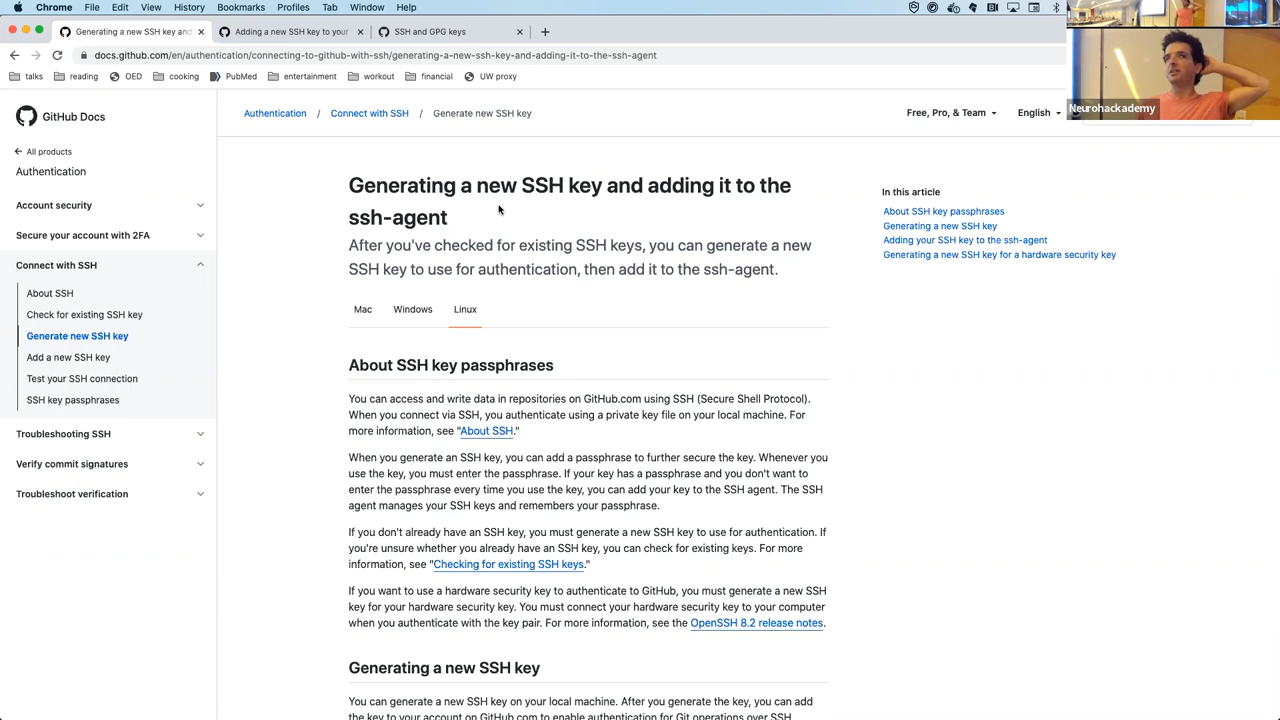 Chrome File Edit View History Bookmarks Profiles Tab Window Help
Generating a new SSH key and
Adding a new SSH key to your
SSH and GPG keys
docs.github.com/en/authentication/connecting-to-github-with-ssh/generating-a-new-ssh-key-and-adding-it-to-the-ssh-agent
talks reading OED cooking PubMed entertainment workout financial UW proxy
Neurohackademy
GitHub Docs
All products
Authentication
Account security
Secure your account with 2FA
Connect with SSH
About SSH
Check for existing SSH key
Generate new SSH key
Add a new SSH key
Test your SSH connection
SSH key passphrases
Troubleshooting SSH
Verify commit signatures
Troubleshoot verification
Authentication / Connect with SSH / Generate new SSH key
Free, Pro, & Team
English
Generating a new SSH key and adding it to the
ssh-agent
After you've checked for existing SSH keys, you can generate a new
SSH key to use for authentication, then add it to the ssh-agent.
Mac Windows Linux
About SSH key passphrases
You can access and write data in repositories on GitHub.com using SSH (Secure Shell Protocol).
When you connect via SSH, you authenticate using a private key file on your local machine. For
more information, see "About SSH."
When you generate an SSH key, you can add a passphrase to further secure the key. Whenever you
use the key, you must enter the passphrase. If your key has a passphrase and you don't want to
enter the passphrase every time you use the key, you can add your key to the SSH agent. The SSH
agent manages your SSH keys and remembers your passphrase.
If you don't already have an SSH key, you must generate a new SSH key to use for authentication. If
you're unsure whether you already have an SSH key, you can check for existing keys. For more
information, see "Checking for existing SSH keys."
If you want to use a hardware security key to authenticate to GitHub, you must generate a new SSH
key for your hardware security key. You must connect your hardware security key to your computer
when you authenticate with the key pair. For more information, see the OpenSSH 8.2 release notes.
Generating a new SSH key
You can generate a new SSH key on your local machine. After you generate the key, you can add
the key to your account on GitHub.com to enable authentication for Git operations over SSH.
In this article
About SSH key passphrases
Generating a new SSH key
Adding your SSH key to the ssh-agent
Generating a new SSH key for a hardware security key